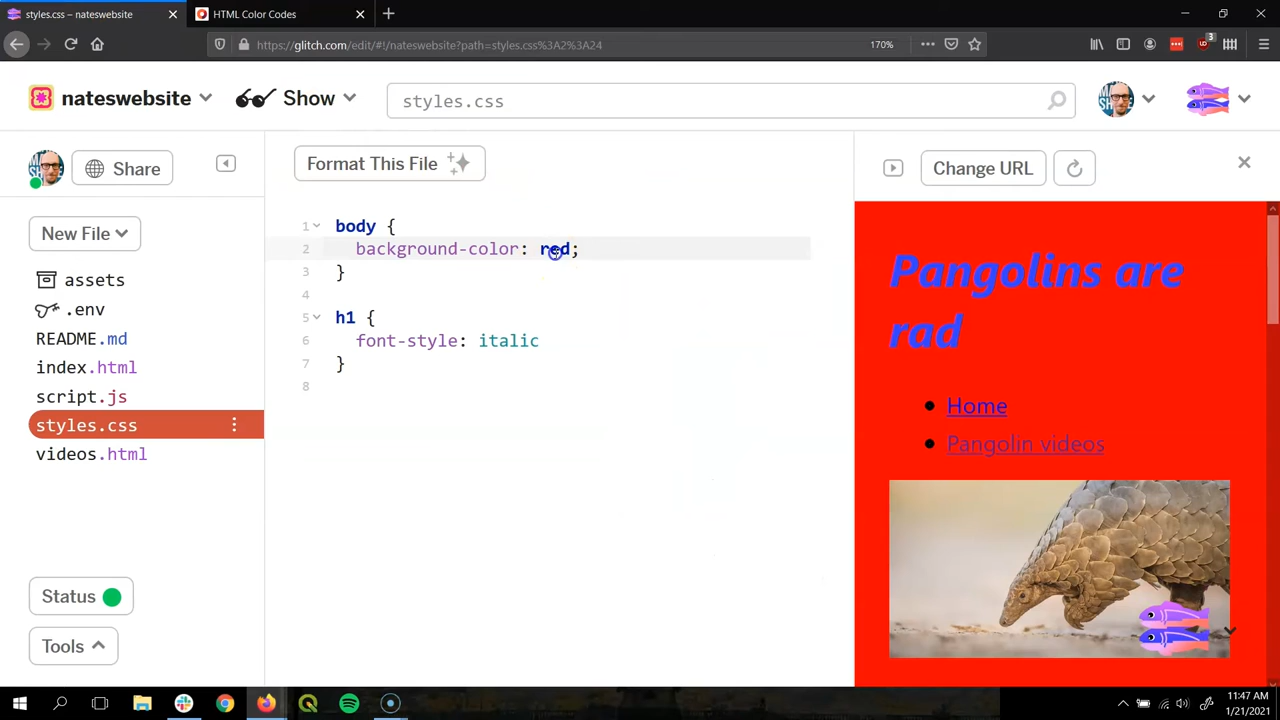 styles.css – nateswebsite
HTML Color Codes
https://glitch.com/edit/#!/nateswebsite?path=styles.css%3A2%3A24
170%
3
nateswebsite
Show
styles.css
Share
New File
assets
.env
README.md
index.html
script.js
styles.css
videos.html
Status
Tools
Format This File
1 body {
2 background-color: red;
3 }
4
5 h1 {
6 font-style: italic
7 }
8
Change URL
Pangolins are
rad
Home
Pangolin videos
11:47 AM
1/21/2021